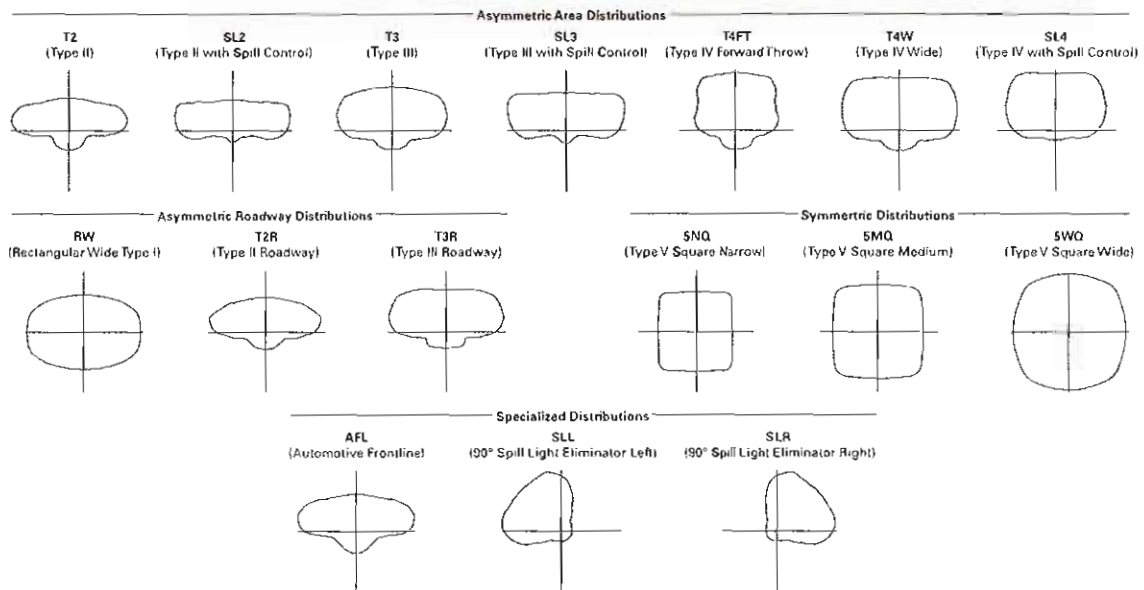 Asymmetric Area Distributions
T2
(Type II)
SL2
(Type II with Spill Control)
T3
(Type III)
SL3
(Type III with Spill Control)
T4FT
(Type IV Forward Throw)
T4W
(Type IV Wide)
SL4
(Type IV with Spill Control)
Asymmetric Roadway Distributions
RW
(Rectangular Wide Type I)
T2R
(Type II Roadway)
T3R
(Type III Roadway)
Symmertric Distributions
5NQ
(Type V Square Narrow)
5MQ
(Type V Square Medium)
5WQ
(Type V Square Wide)
Specialized Distributions
AFL
(Automotive Frontline)
SLL
(90° Spill Light Eliminator Left)
SLR
(90° Spill Light Eliminator Right)